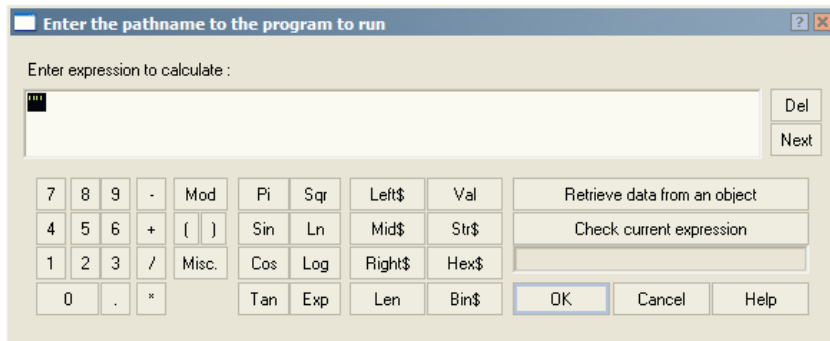 Enter the pathname to the program to run
Enter expression to calculate :
""
Del
Next
7 8 9 - Mod Pi Sqr Left$ Val Retrieve data from an object
4 5 6 + ( ) Sin Ln Mid$ Str$ Check current expression
1 2 3 / Misc. Cos Log Right$ Hex$
0 . * Tan Exp Len Bin$ OK Cancel Help